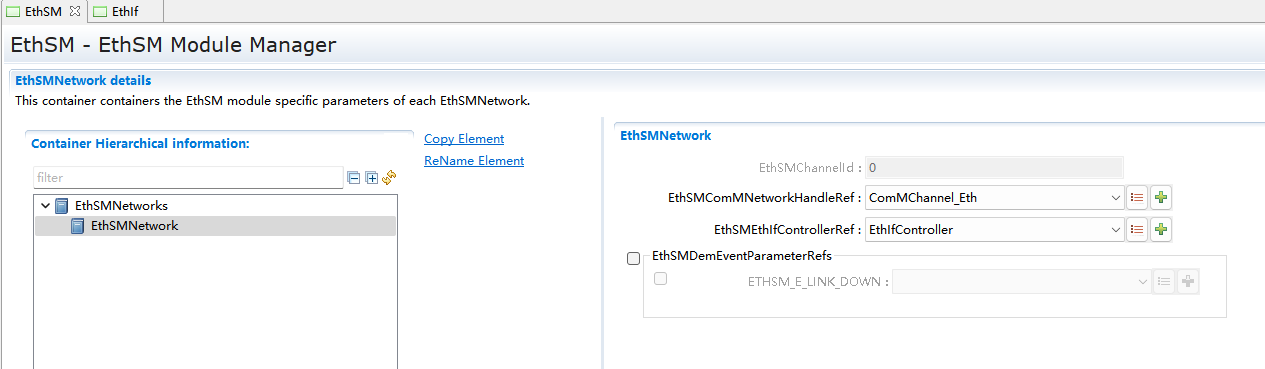 EthSM
EthIf
EthSM - EthSM Module Manager
EthSMNetwork details
This container containers the EthSM module specific parameters of each EthSMNetwork.
Container Hierarchical information:
filter
EthSMNetworks
EthSMNetwork
Copy Element
ReName Element
EthSMNetwork
EthSMChannelId : 0
EthSMComMNetworkHandleRef : ComMChannel_Eth
EthSMEthIfControllerRef : EthIfController
EthSMDemEventParameterRefs
ETHSM_E_LINK_DOWN :